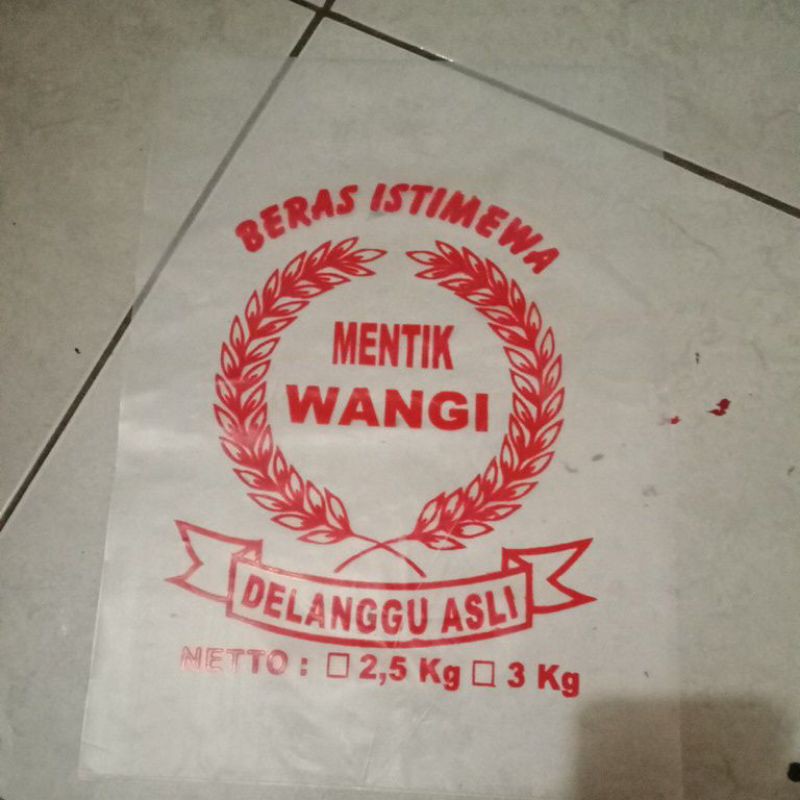 BERAS ISTIMEWA
MENTIK
WANGI
DELANGGU ASLI
NETTO : □ 2,5 Kg □ 3 Kg